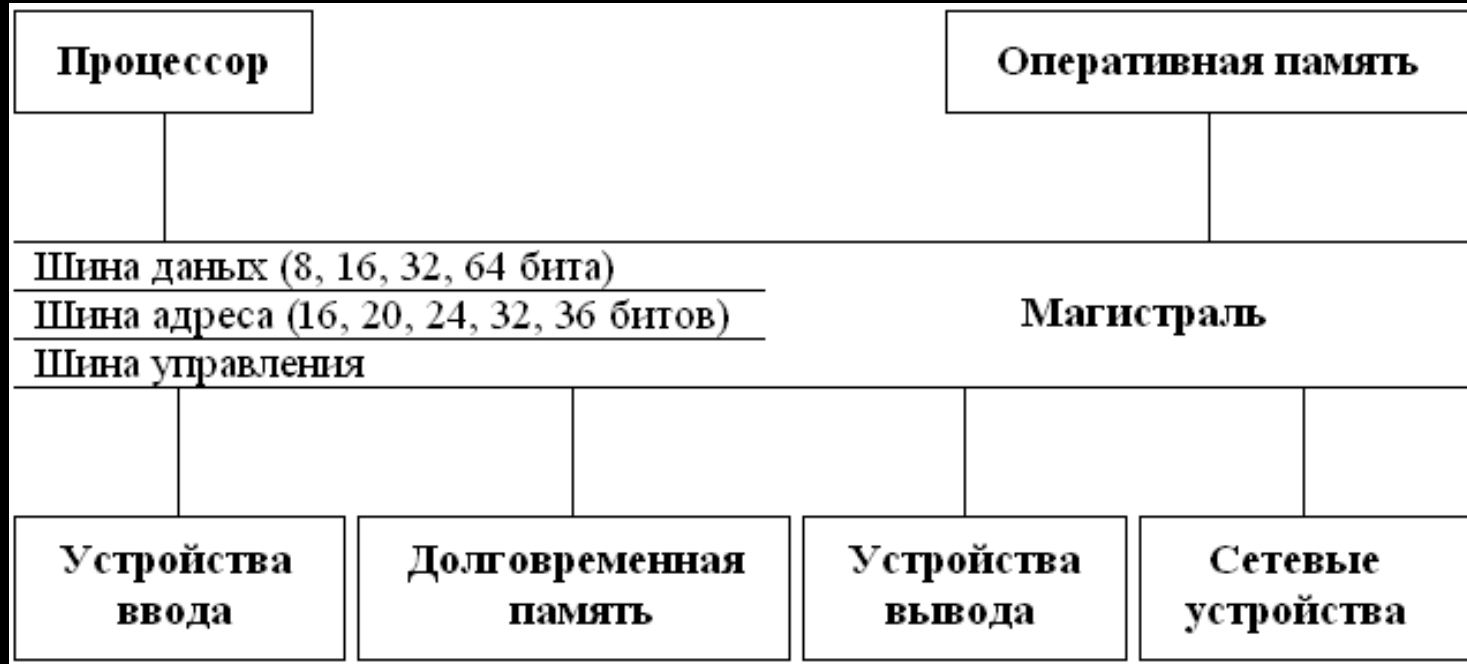 Процессор
Оперативная память
Шина даных (8, 16, 32, 64 бита)
Шина адреса (16, 20, 24, 32, 36 битов)
Магистраль
Шина управления
Устройства
ввода
Долговременная
память
Устройства
вывода
Сетевые
устройства